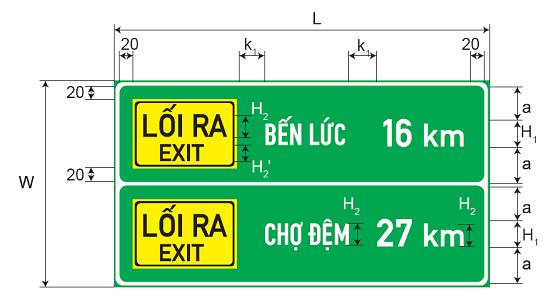 L
20 k₁ k₁ 20
20 a
LỐI RA H₂ BẾN LỨC 16 km H₁
EXIT H₂' a
20
W
LỐI RA H₂ H₂ a
EXIT CHỢ ĐỆM 27 km H₁
a